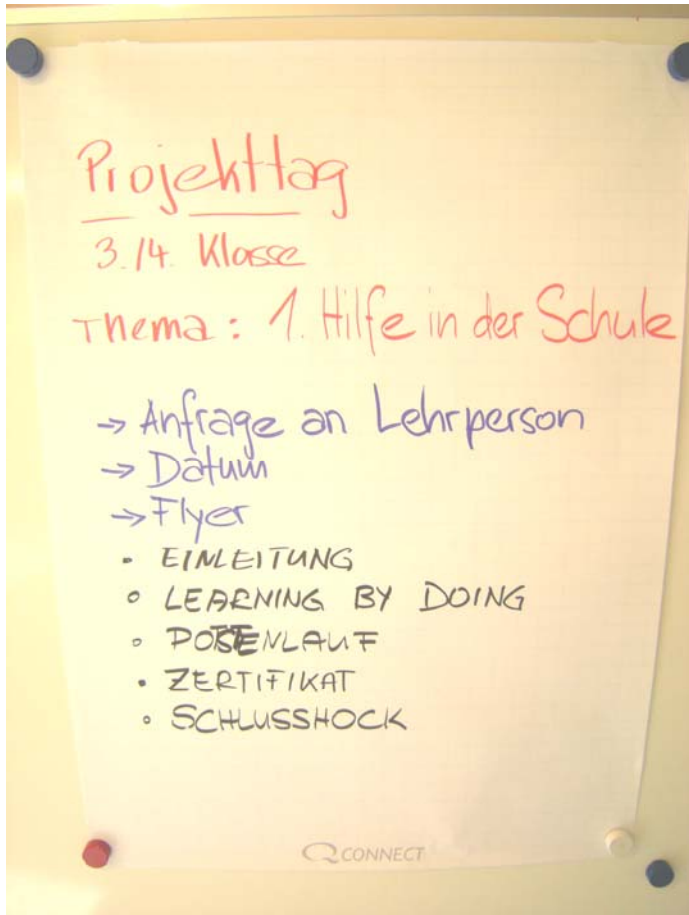 Projekttag
3./4. Klasse
Thema: 1. Hilfe in der Schule
→ Anfrage an Lehrperson
→ Datum
→ Flyer
• EINLEITUNG
• LEARNING BY DOING
• POSTENLAUF
• ZERTIFIKAT
• SCHLUSSHOCK
Q CONNECT